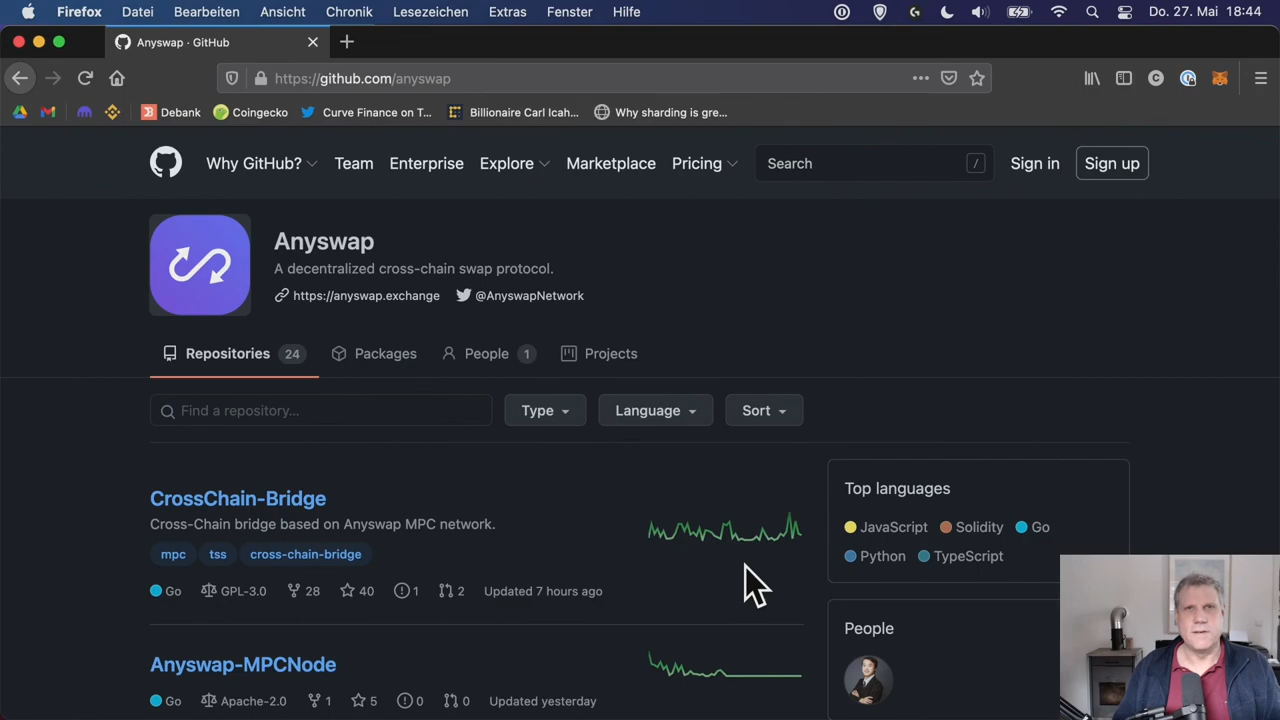 Firefox Datei Bearbeiten Ansicht Chronik Lesezeichen Extras Fenster Hilfe Do. 27. Mai 18:44
Anyswap · GitHub
https://github.com/anyswap
Debank Coingecko Curve Finance on T... Billionaire Carl Icah... Why sharding is gre...
Why GitHub? Team Enterprise Explore Marketplace Pricing Search / Sign in Sign up
Anyswap
A decentralized cross-chain swap protocol.
https://anyswap.exchange @AnyswapNetwork
Repositories 24 Packages People 1 Projects
Find a repository... Type Language Sort
CrossChain-Bridge
Cross-Chain bridge based on Anyswap MPC network.
mpc tss cross-chain-bridge
Go GPL-3.0 28 40 1 2 Updated 7 hours ago
Anyswap-MPCNode
Go Apache-2.0 1 5 0 0 Updated yesterday
Top languages
JavaScript Solidity Go
Python TypeScript
People